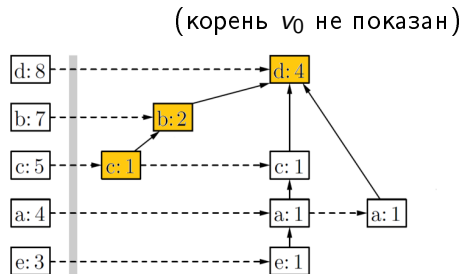 (корень v₀ не показан)
d: 8 d: 4
b: 7 b: 2
c: 5 c: 1 c: 1
a: 4 a: 1 a: 1
e: 3 e: 1